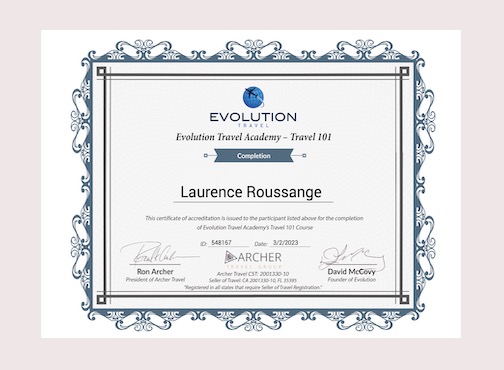 EVOLUTION
TRAVEL
Evolution Travel Academy – Travel 101
Completion
Laurence Roussange
This certificate of accreditation is issued to the participant listed above for the completion
of Evolution Travel Academy's Travel 101 Course
ID: 548167 Date: 3/2/2023
Ron Archer
President of Archer Travel
ARCHER
TRAVEL GROUP
Archer Travel CST: 2001330-10
Seller of Travel: CA 2001330-10, FL 35395
"Registered in all states that require Seller of Travel Registration."
David McCovy
Founder of Evolution